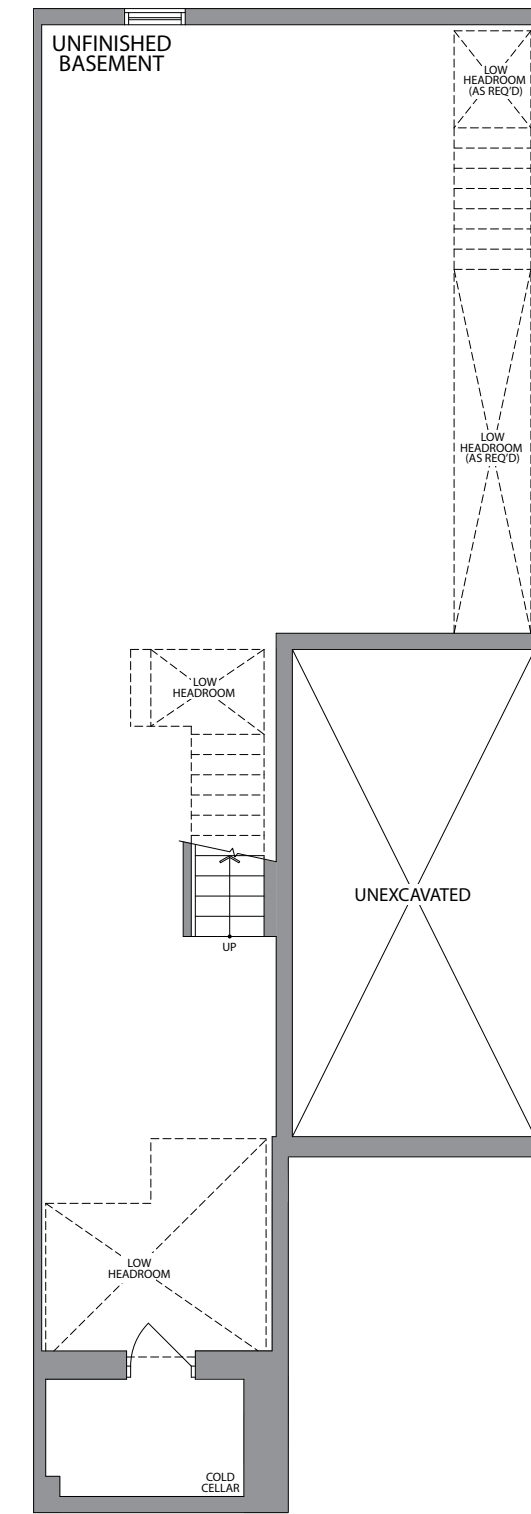 UNFINISHED
BASEMENT
LOW
HEADROOM
(AS REQ'D)
LOW
HEADROOM
(AS REQ'D)
LOW
HEADROOM
UNEXCAVATED
UP
LOW
HEADROOM
COLD
CELLAR